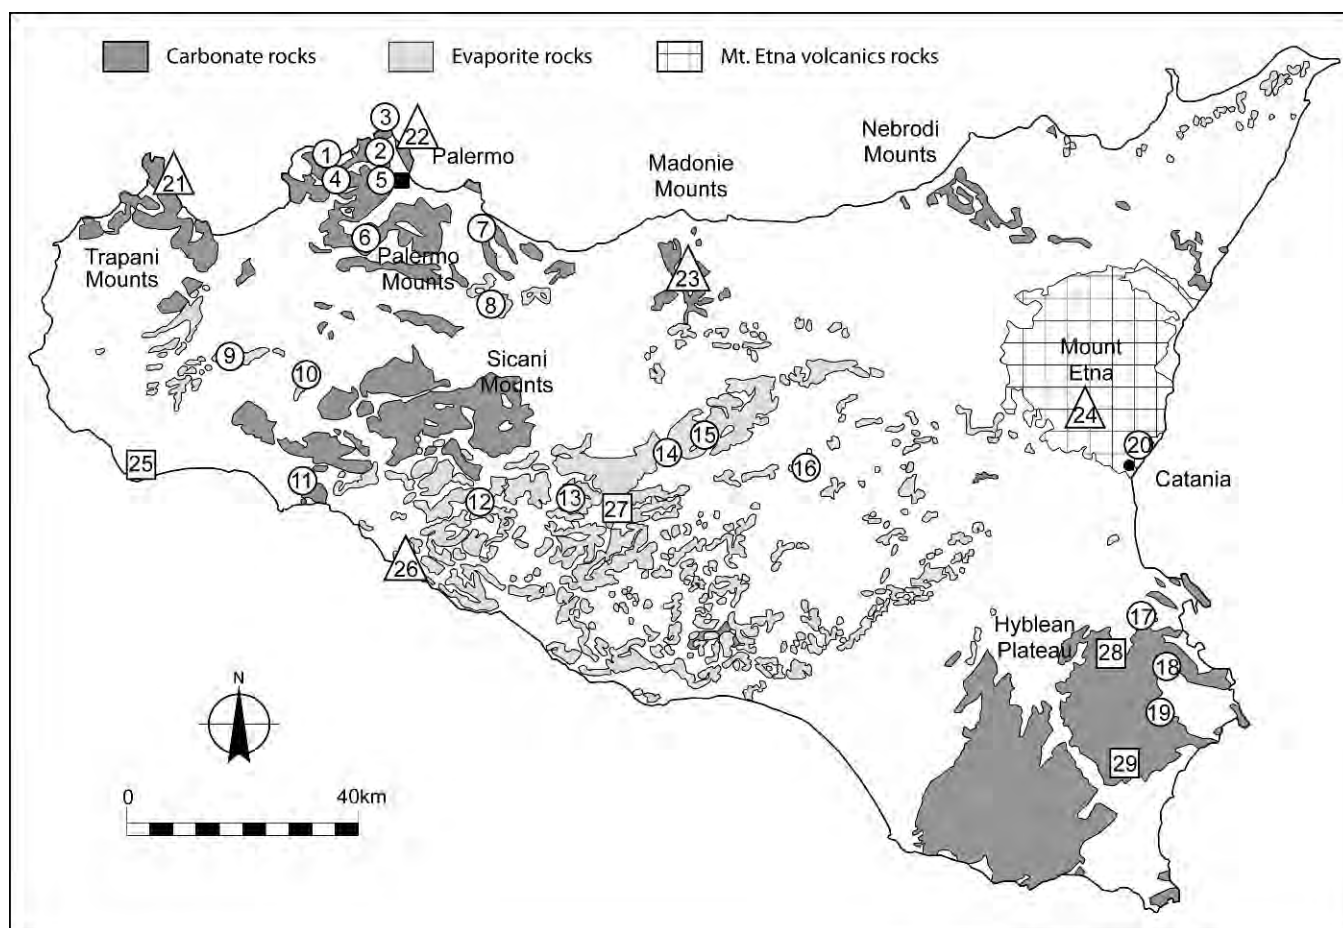 Carbonate rocks
Evaporite rocks
Mt. Etna volcanics rocks
3
22
1
2
Palermo
Nebrodi
Mounts
4
5
21
Madonie
Mounts
6
7
Trapani
Mounts
Palermo
Mounts
23
8
9
10
Sicani
Mounts
Mount
Etna
24
15
14
20
16
25
11
Catania
12
13
27
26
17
Hyblean
Plateau
28
18
19
29
N
0
40km